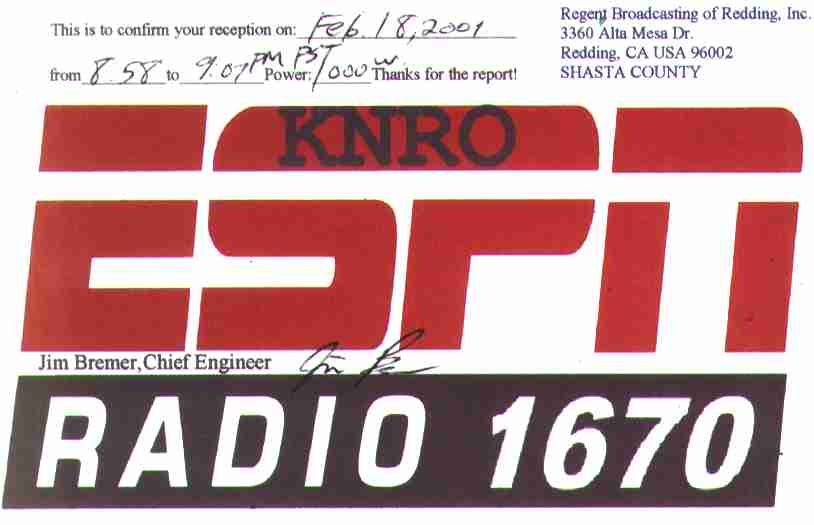 This is to confirm your reception on: Feb. 18, 2001
from 8.58 to 9.07 PM PST Power: 1000 W. Thanks for the report!
Regent Broadcasting of Redding, Inc.
3360 Alta Mesa Dr.
Redding, CA USA 96002
SHASTA COUNTY
KNRO
ESPN
Jim Bremer, Chief Engineer
RADIO 1670